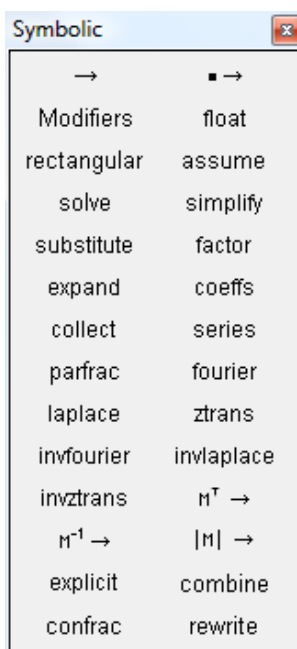 Symbolic
→ ▪ →
Modifiers float
rectangular assume
solve simplify
substitute factor
expand coeffs
collect series
parfrac fourier
laplace ztrans
invfourier invlaplace
invztrans Mᵀ →
M⁻¹ → |M| →
explicit combine
confrac rewrite